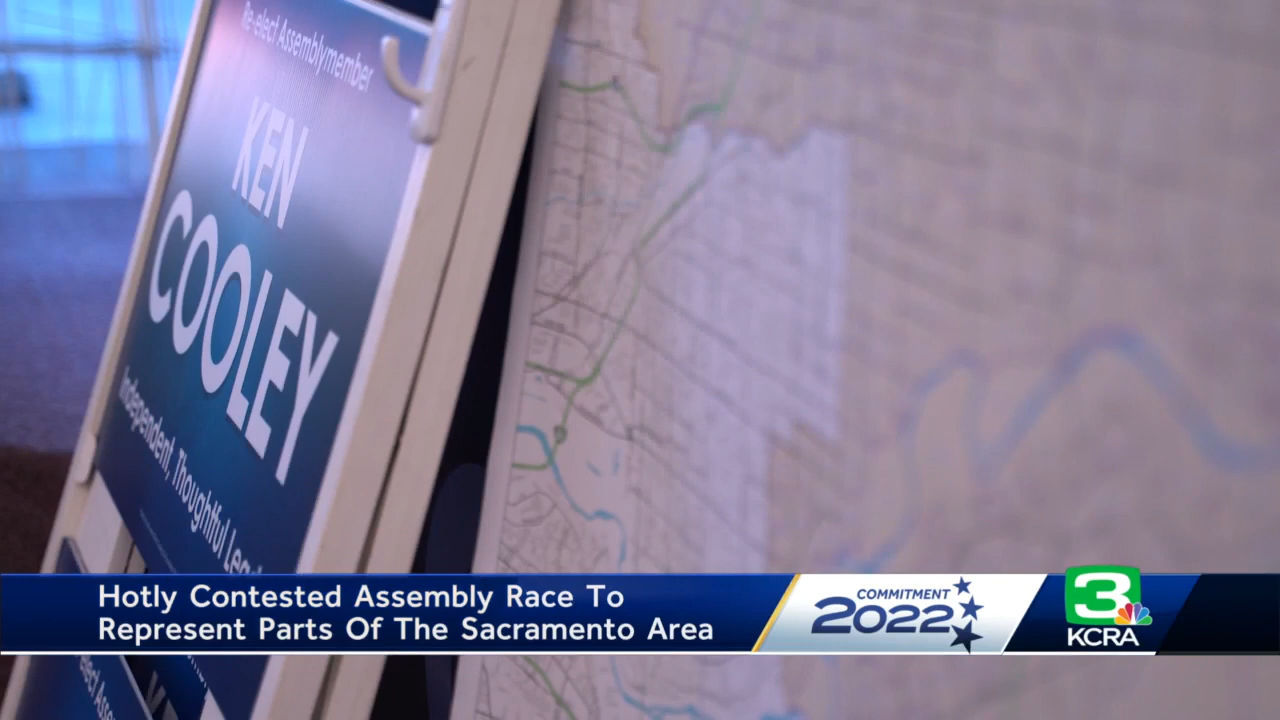 Re-elect Assemblymember
KEN
COOLEY
Independent, Thoughtful
Hotly Contested Assembly Race To
Represent Parts Of The Sacramento Area
COMMITMENT
2022
3
KCRA